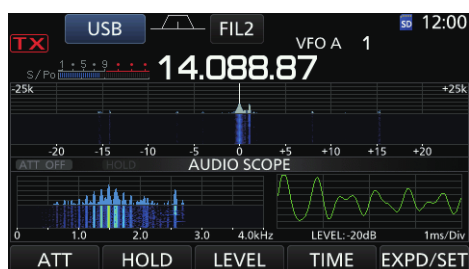 USB FIL2 SD 12:00
TX VFO A 1
S/Po 1 · 5 · 9 14.088.87
-25k +25k
-20 -15 -10 -5 0 +5 +10 +15 +20
ATT OFF HOLD AUDIO SCOPE
0 1.0 2.0 3.0 4.0kHz LEVEL:-20dB 1ms/Div
ATT HOLD LEVEL TIME EXPD/SET